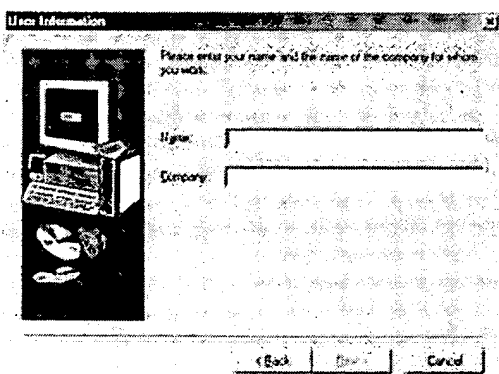 User Information
Please enter your name and the name of the company for whom
you work.
Name:
Company:
< Back
Next >
Cancel